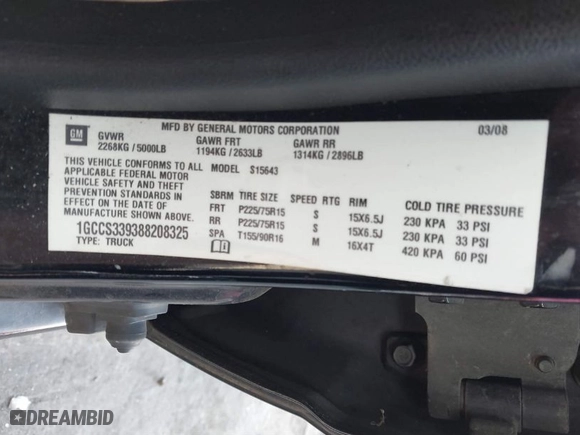 MFD BY GENERAL MOTORS CORPORATION 03/08
GM GVWR GAWR FRT GAWR RR
2268KG / 5000LB 1194KG / 2633LB 1314KG / 2896LB
THIS VEHICLE CONFORMS TO ALL MODEL S15643
APPLICABLE FEDERAL MOTOR
VEHICLE SAFETY AND THEFT
PREVENTION STANDARDS IN
EFFECT ON THE DATE OF
MANUFACTURE SHOWN ABOVE.
1GCCS339388208325
TYPE: TRUCK
SBRM TIRE SIZE SPEED RTG RIM COLD TIRE PRESSURE
FRT P225/75R15 S 15X6.5J 230 KPA 33 PSI
RR P225/75R15 S 15X6.5J 230 KPA 33 PSI
SPA T155/90R16 M 16X4T 420 KPA 60 PSI
DREAMBID